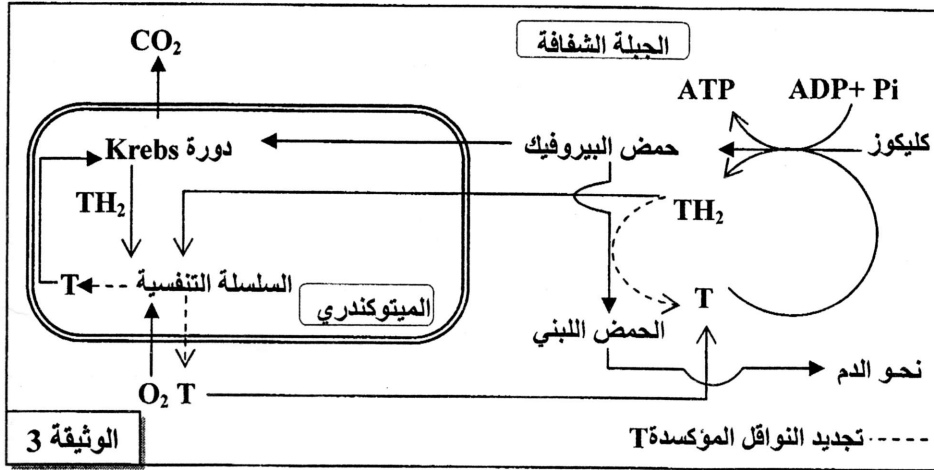 الجبلة الشفافة
CO₂
ATP ADP+ Pi
كليكوز
حمض البيروفيك
دورة Krebs
TH₂
TH₂
السلسلة التنفسية
T
الميتوكندري
T
الحمض اللبني
نحو الدم
O₂ T
تجديد النواقل المؤكسدةT
الوثيقة 3